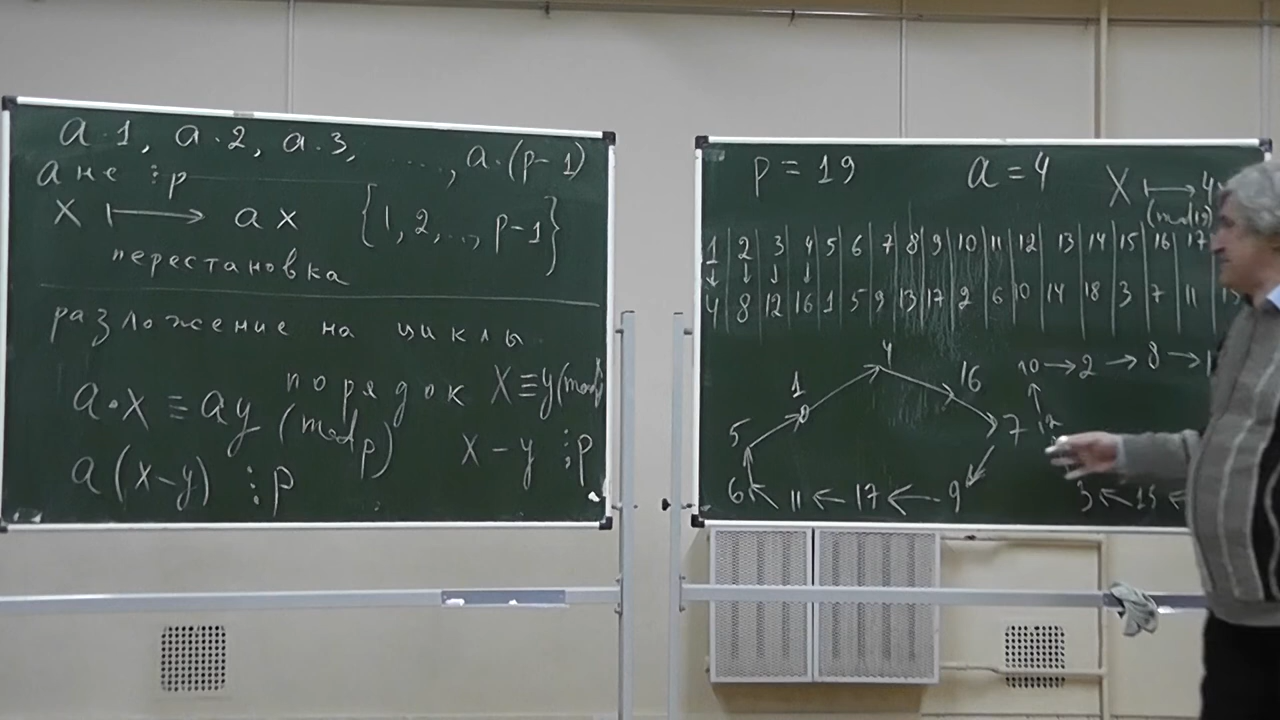 a·1, a·2, a·3, ..., a·(p-1)
a не ⋮p
X ⟼ ax {1, 2, ..., p-1}
перестановка
разложение на циклы
порядок
a·X ≡ ay (mod p)
X≡y(mod
a(x-y) ⋮p
X-y ⋮p
p=19 a=4
X ⟼ 4
(mod19)
1 2 3 4 5 6 7 8 9 10 11 12 13 14 15 16 17
↓ ↓ ↓ ↓
4 8 12 16 1 5 9 13 17 2 6 10 14 18 3 7 11
1 4 16
10→2→8→
5 7 12
6←11←17←9
3←15←